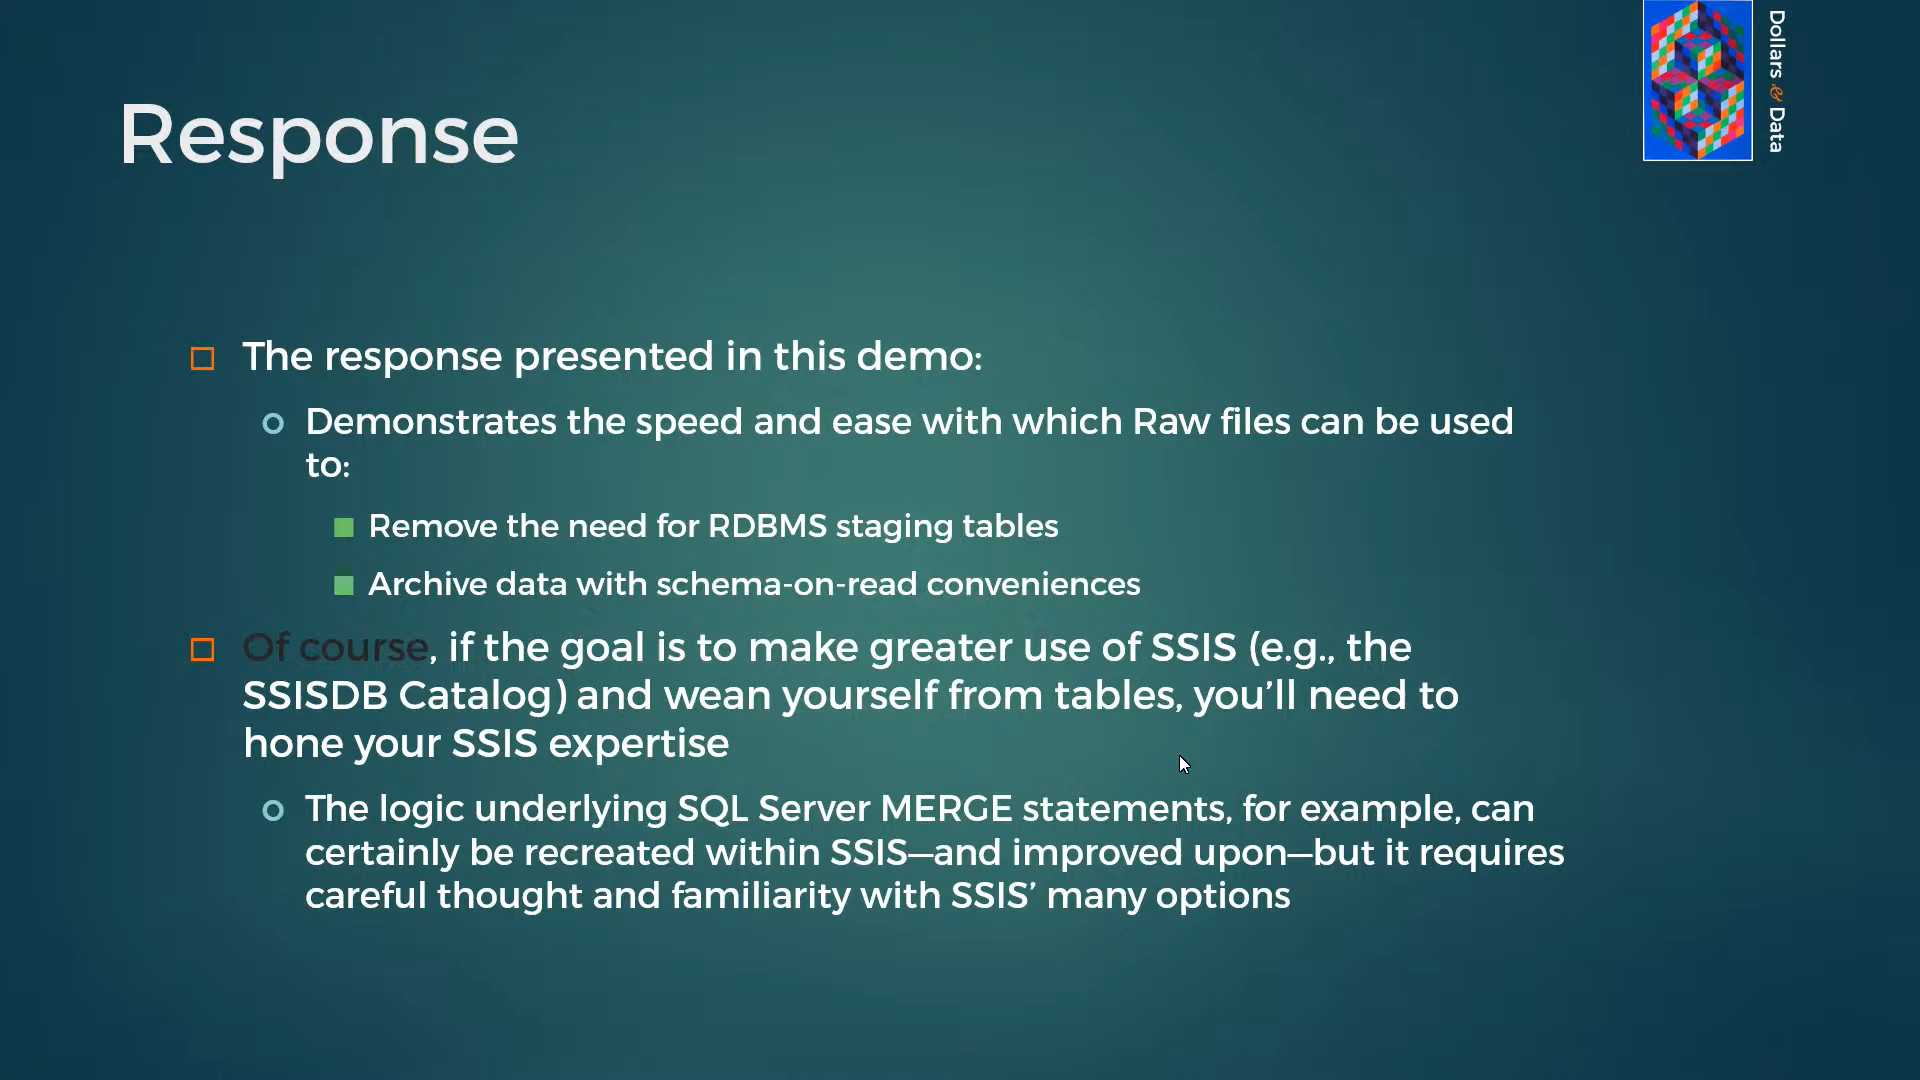 Dollars & Data
Response
The response presented in this demo:
Demonstrates the speed and ease with which Raw files can be used
to:
Remove the need for RDBMS staging tables
Archive data with schema-on-read conveniences
Of course, if the goal is to make greater use of SSIS (e.g., the
SSISDB Catalog) and wean yourself from tables, you’ll need to
hone your SSIS expertise
The logic underlying SQL Server MERGE statements, for example, can
certainly be recreated within SSIS—and improved upon—but it requires
careful thought and familiarity with SSIS’ many options